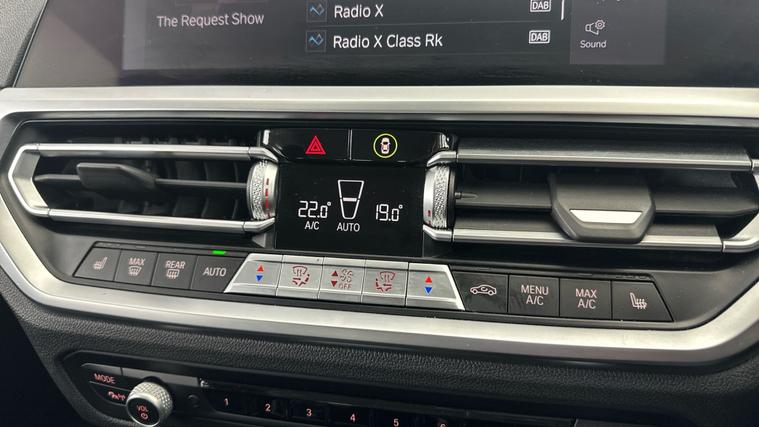 The Request Show
Radio X
DAB
Radio X Class Rk
DAB
Sound
22.0°
A/C
AUTO
19.0°
MAX
REAR
AUTO
OFF
MENU
A/C
MAX
A/C
MODE
VOL
1
2
3
4
5
6